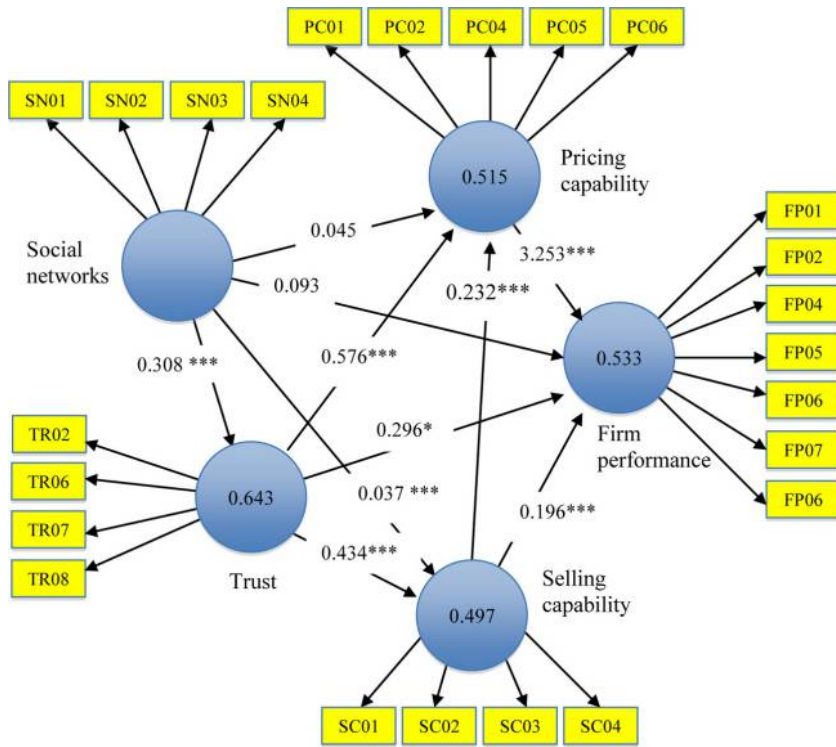 PC01 PC02 PC04 PC05 PC06
SN01 SN02 SN03 SN04
Pricing
capability
0.515
FP01
Social
networks
0.045
3.253***
FP02
0.093
0.232***
FP04
0.308 ***
0.576***
0.533
FP05
FP06
TR02
0.296*
Firm
performance
FP07
TR06
0.643
0.037 ***
0.196***
FP06
TR07
0.434***
TR08
Trust
Selling
capability
0.497
SC01 SC02 SC03 SC04